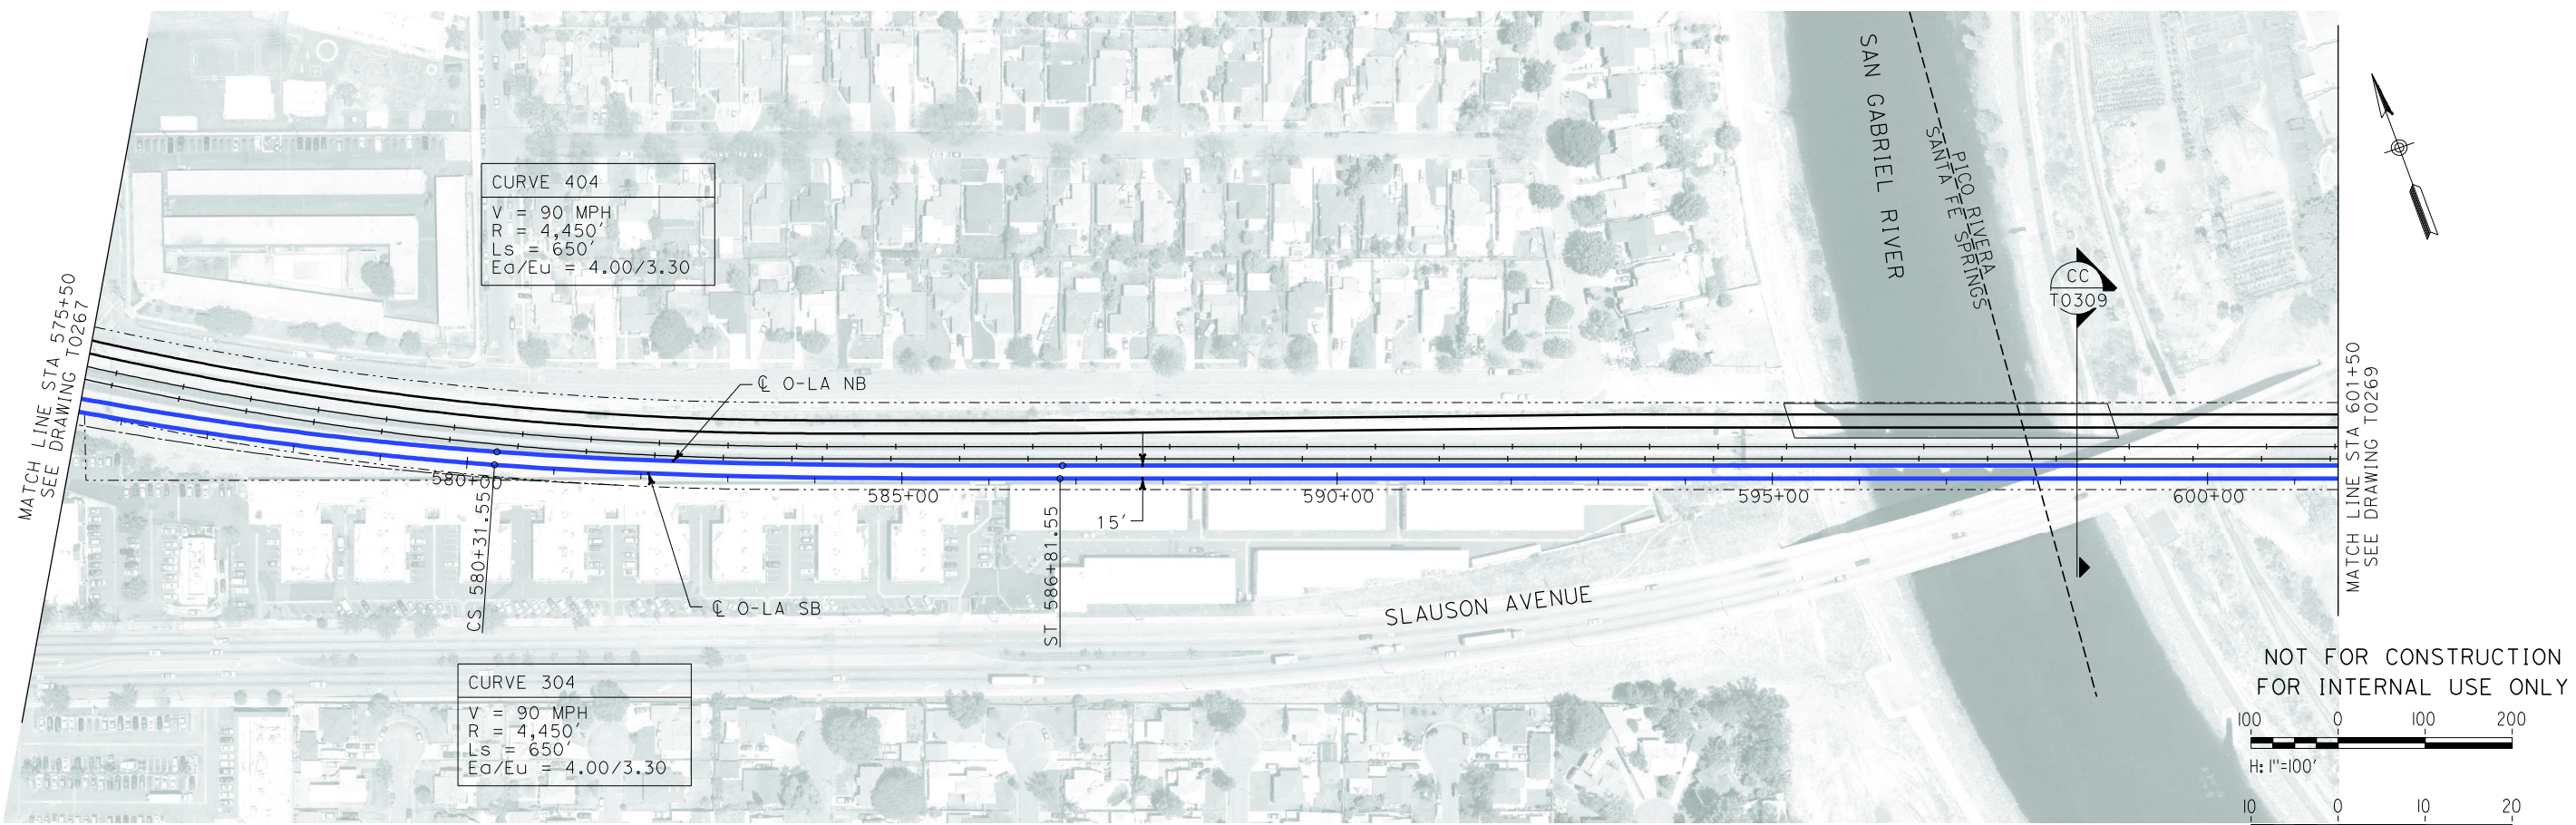 MATCH LINE STA 575+50
SEE DRAWING T0267
CURVE 404
V = 90 MPH
R = 4,450'
Ls = 650'
Ea/Eu = 4.00/3.30
℄ O-LA NB
580+00
585+00
590+00
595+00
600+00
CS 580+31.55
ST 586+81.55
15'
℄ O-LA SB
CURVE 304
V = 90 MPH
R = 4,450'
Ls = 650'
Ea/Eu = 4.00/3.30
SLAUSON AVENUE
SAN GABRIEL RIVER
PICO RIVERA
SANTA FE SPRINGS
CC
T0309
MATCH LINE STA 601+50
SEE DRAWING T0269
NOT FOR CONSTRUCTION
FOR INTERNAL USE ONLY
100 0 100 200
H: 1"=100'
10 0 10 20